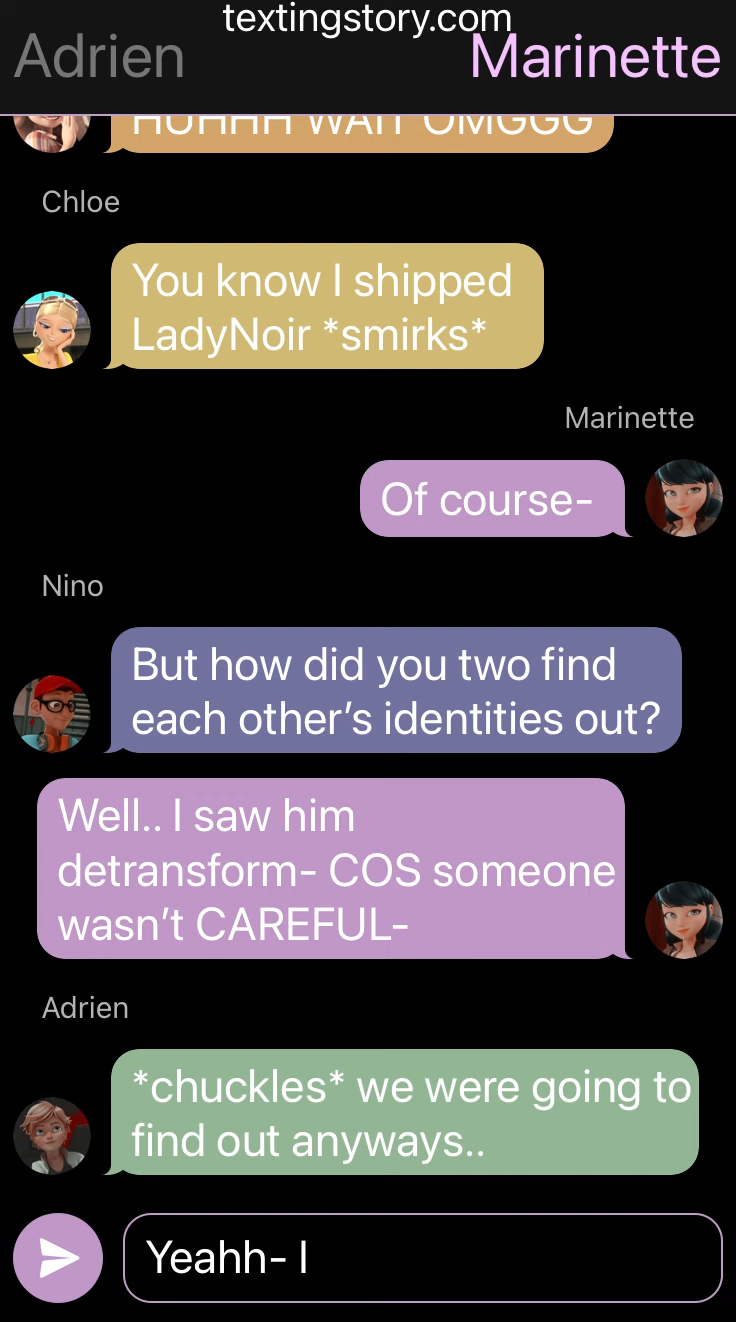 textingstory.com
Adrien
Marinette
HUHHH WAIT OMGGG
Chloe
You know I shipped
LadyNoir *smirks*
Marinette
Of course-
Nino
But how did you two find
each other’s identities out?
Well.. I saw him
detransform- COS someone
wasn’t CAREFUL-
Adrien
*chuckles* we were going to
find out anyways..
Yeahh- I